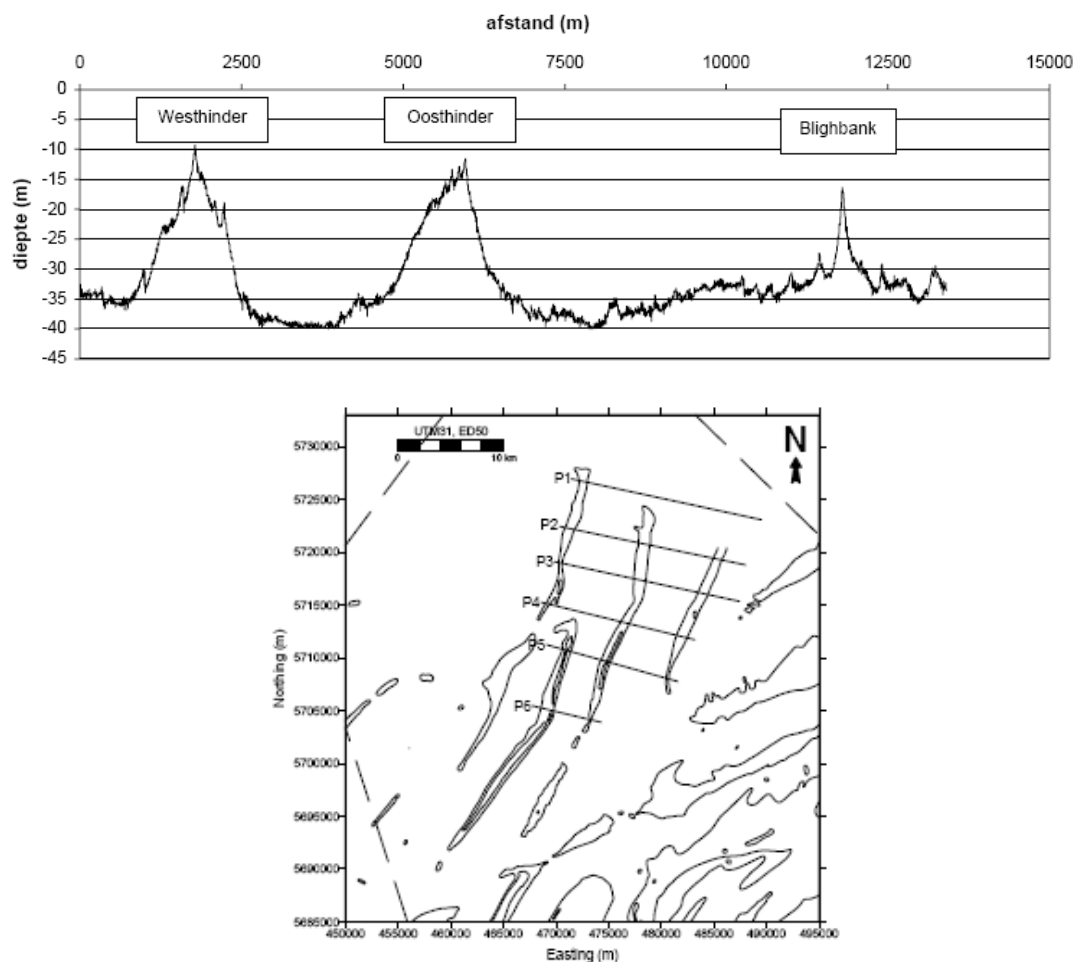 afstand (m)
0 2500 5000 7500 10000 12500 15000
0
-5
-10
-15
-20
-25
-30
-35
-40
-45
diepte (m)
Westhinder
Oosthinder
Blighbank
UTM31, ED50
0 10 km
N
5730000
5725000
5720000
5715000
5710000
5705000
5700000
5695000
5690000
5685000
Northing (m)
P1
P2
P3
P4
P5
P6
450000 455000 460000 465000 470000 475000 480000 485000 490000 495000
Easting (m)